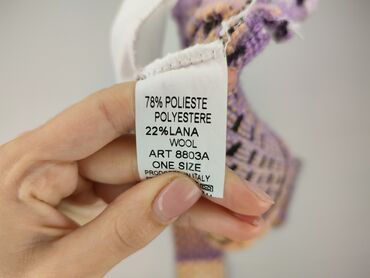 78% POLIESTE
POLYESTERE
22% LANA
WOOL
ART 8803A
ONE SIZE